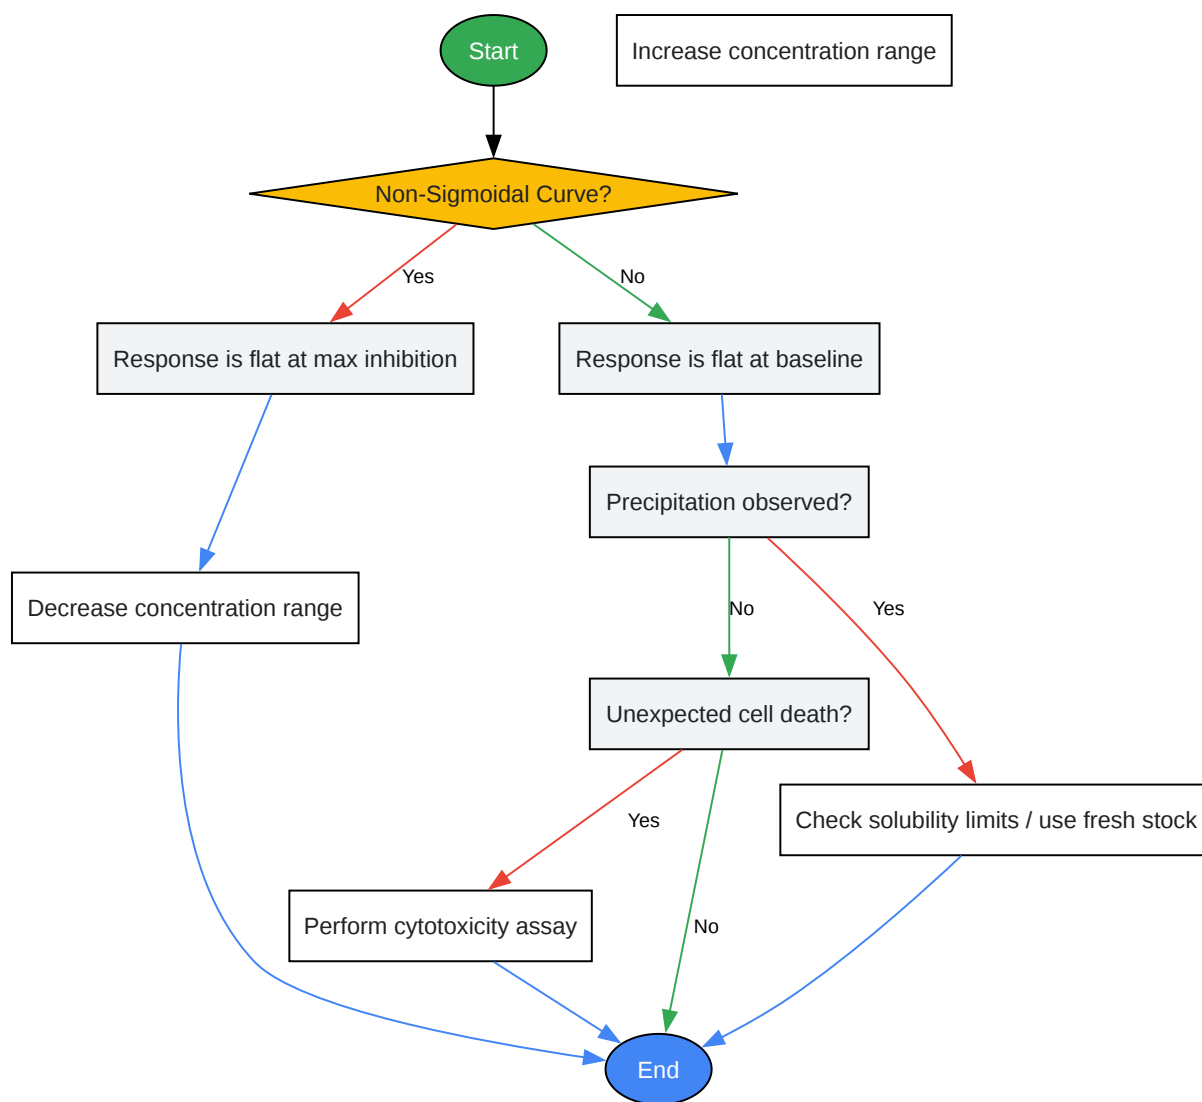 Start
Increase concentration range
Non-Sigmoidal Curve?
Yes
No
Response is flat at max inhibition
Response is flat at baseline
Precipitation observed?
Decrease concentration range
No
Yes
Unexpected cell death?
Yes
Check solubility limits / use fresh stock
Perform cytotoxicity assay
No
End